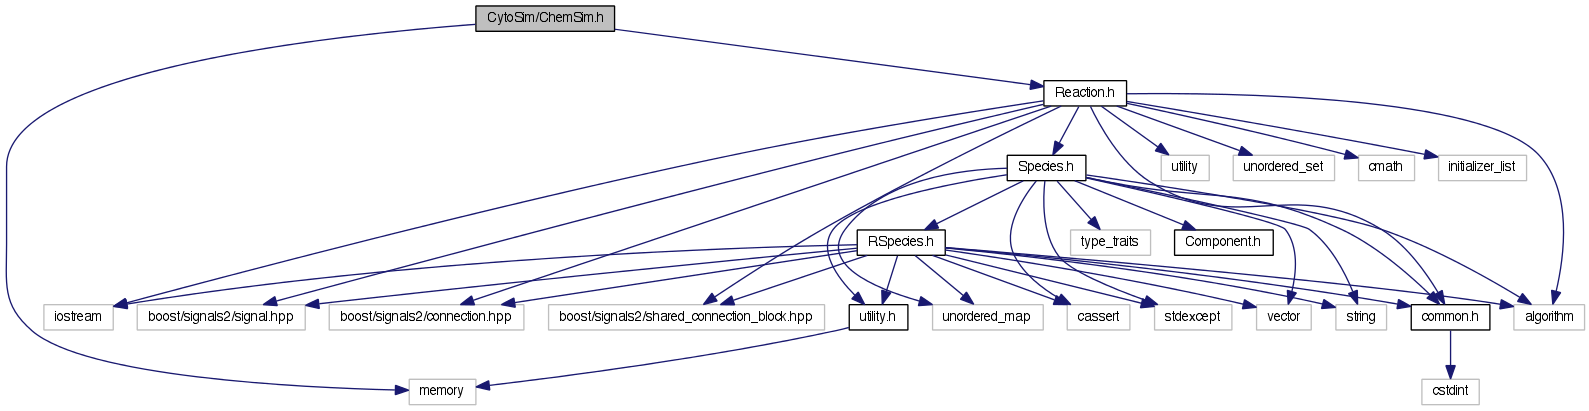 CytoSim/ChemSim.h
Reaction.h
Species.h
utility
unordered_set
cmath
initializer_list
RSpecies.h
type_traits
Component.h
iostream
boost/signals2/signal.hpp
boost/signals2/connection.hpp
boost/signals2/shared_connection_block.hpp
utility.h
unordered_map
cassert
stdexcept
vector
string
common.h
algorithm
memory
cstdint